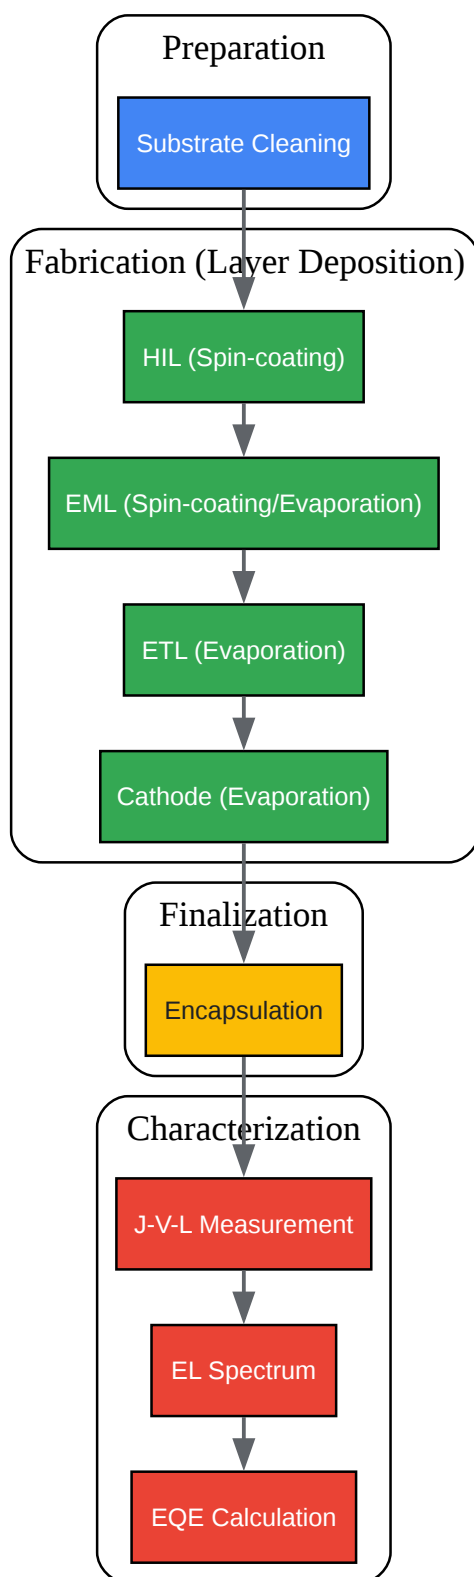 Preparation
Substrate Cleaning
Fabrication (Layer Deposition)
HIL (Spin-coating)
EML (Spin-coating/Evaporation)
ETL (Evaporation)
Cathode (Evaporation)
Finalization
Encapsulation
Characterization
J-V-L Measurement
EL Spectrum
EQE Calculation